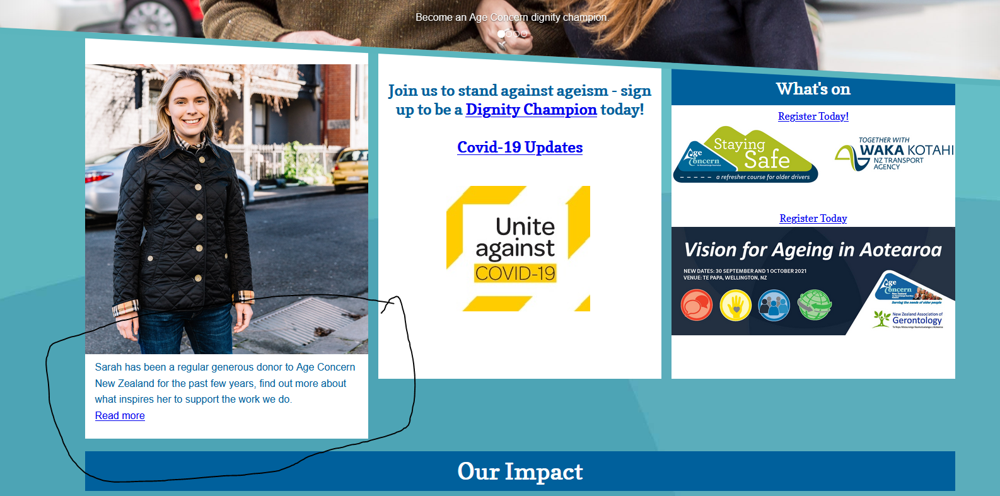 Become an Age Concern dignity champion.
Sarah has been a regular generous donor to Age Concern
New Zealand for the past few years, find out more about
what inspires her to support the work we do.
Read more
Join us to stand against ageism - sign
up to be a Dignity Champion today!
Covid-19 Updates
Unite
against
COVID-19
What's on
Register Today!
Age
Concern
Staying
Safe
a refresher course for older drivers
TOGETHER WITH
WAKA KOTAHI
NZ TRANSPORT
AGENCY
Register Today
Vision for Ageing in Aotearoa
NEW DATES: 30 SEPTEMBER AND 1 OCTOBER 2021
VENUE: TE PAPA, WELLINGTON, NZ
Age
Concern
New Zealand
Serving the needs of older people
New Zealand Association of
Gerontology
Our Impact